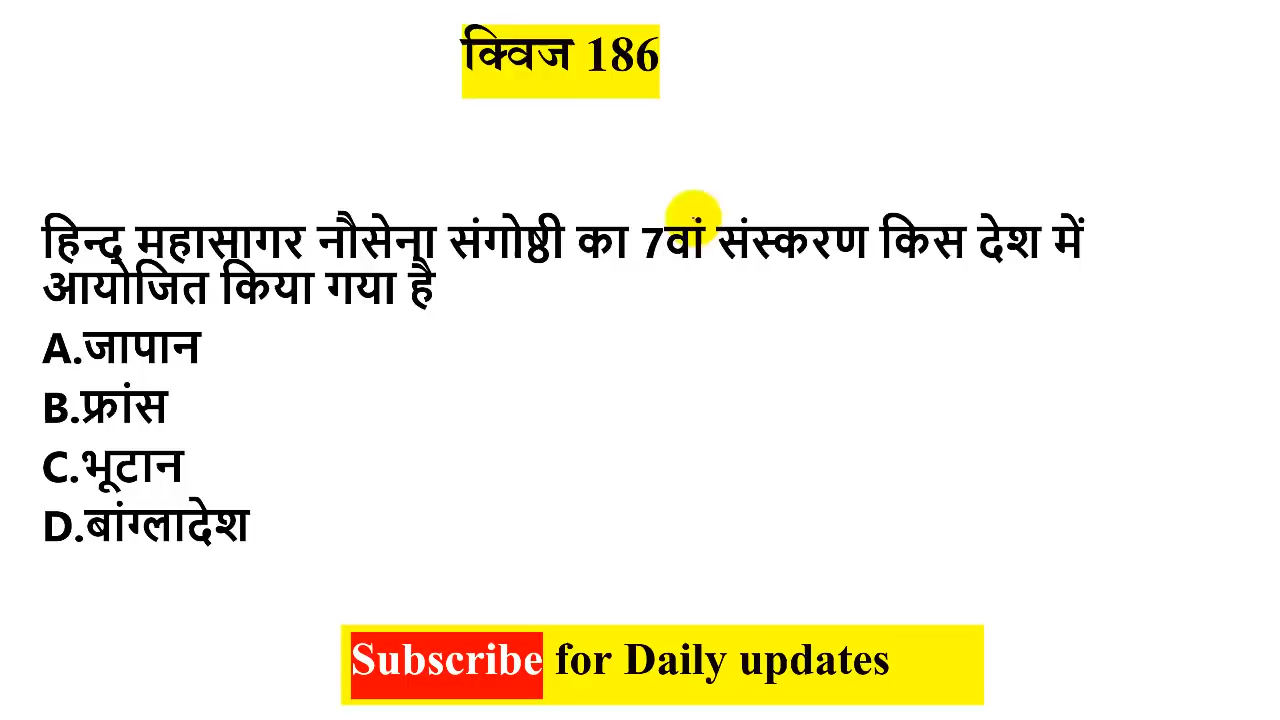 क्विज 186
हिन्द महासागर नौसेना संगोष्ठी का 7वां संस्करण किस देश में
आयोजित किया गया है
A.जापान
B.फ्रांस
C.भूटान
D.बांग्लादेश
Subscribe for Daily updates